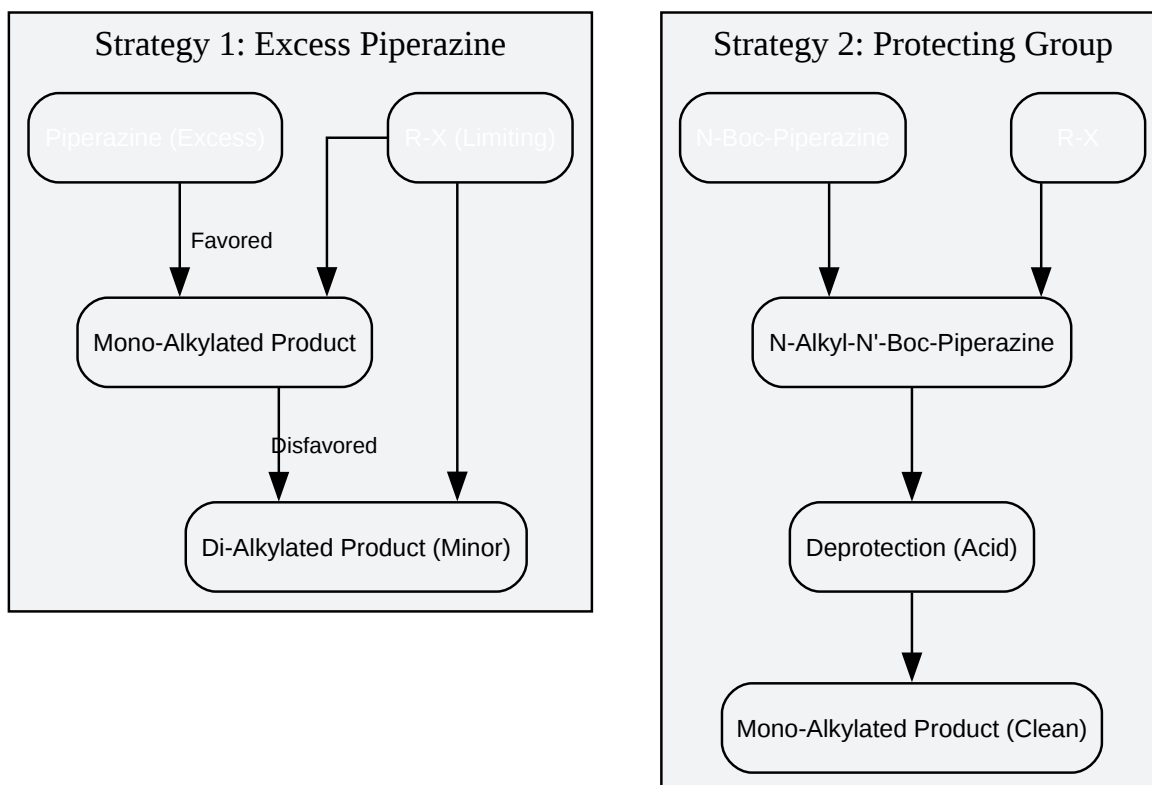 Strategy 1: Excess Piperazine
Piperazine (Excess)
R-X (Limiting)
Favored
Mono-Alkylated Product
Disfavored
Di-Alkylated Product (Minor)
Strategy 2: Protecting Group
N-Boc-Piperazine
R-X
N-Alkyl-N'-Boc-Piperazine
Deprotection (Acid)
Mono-Alkylated Product (Clean)